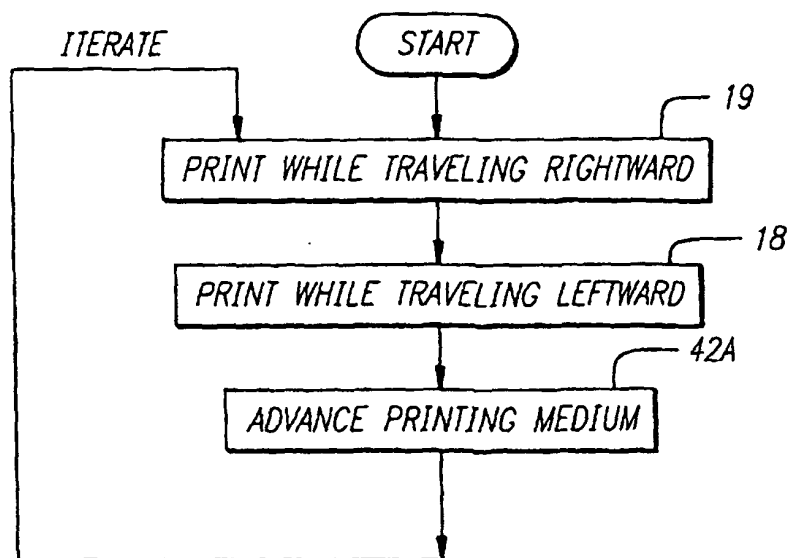 ITERATE
START
19
PRINT WHILE TRAVELING RIGHTWARD
18
PRINT WHILE TRAVELING LEFTWARD
42A
ADVANCE PRINTING MEDIUM